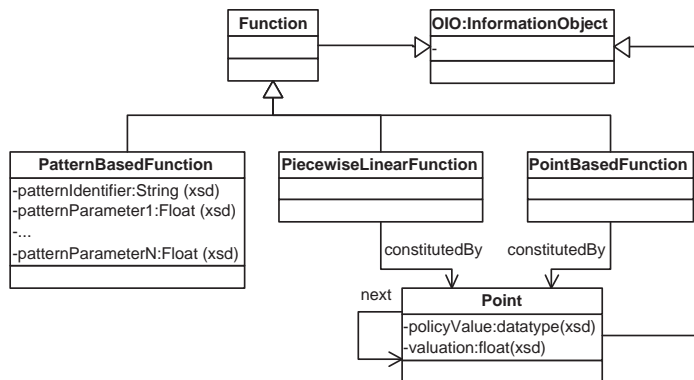 Function
OIO:InformationObject
-
PatternBasedFunction
-patternIdentifier:String (xsd)
-patternParameter1:Float (xsd)
-...
-patternParameterN:Float (xsd)
PiecewiseLinearFunction
PointBasedFunction
constitutedBy
constitutedBy
next
Point
-policyValue:datatype(xsd)
-valuation:float(xsd)